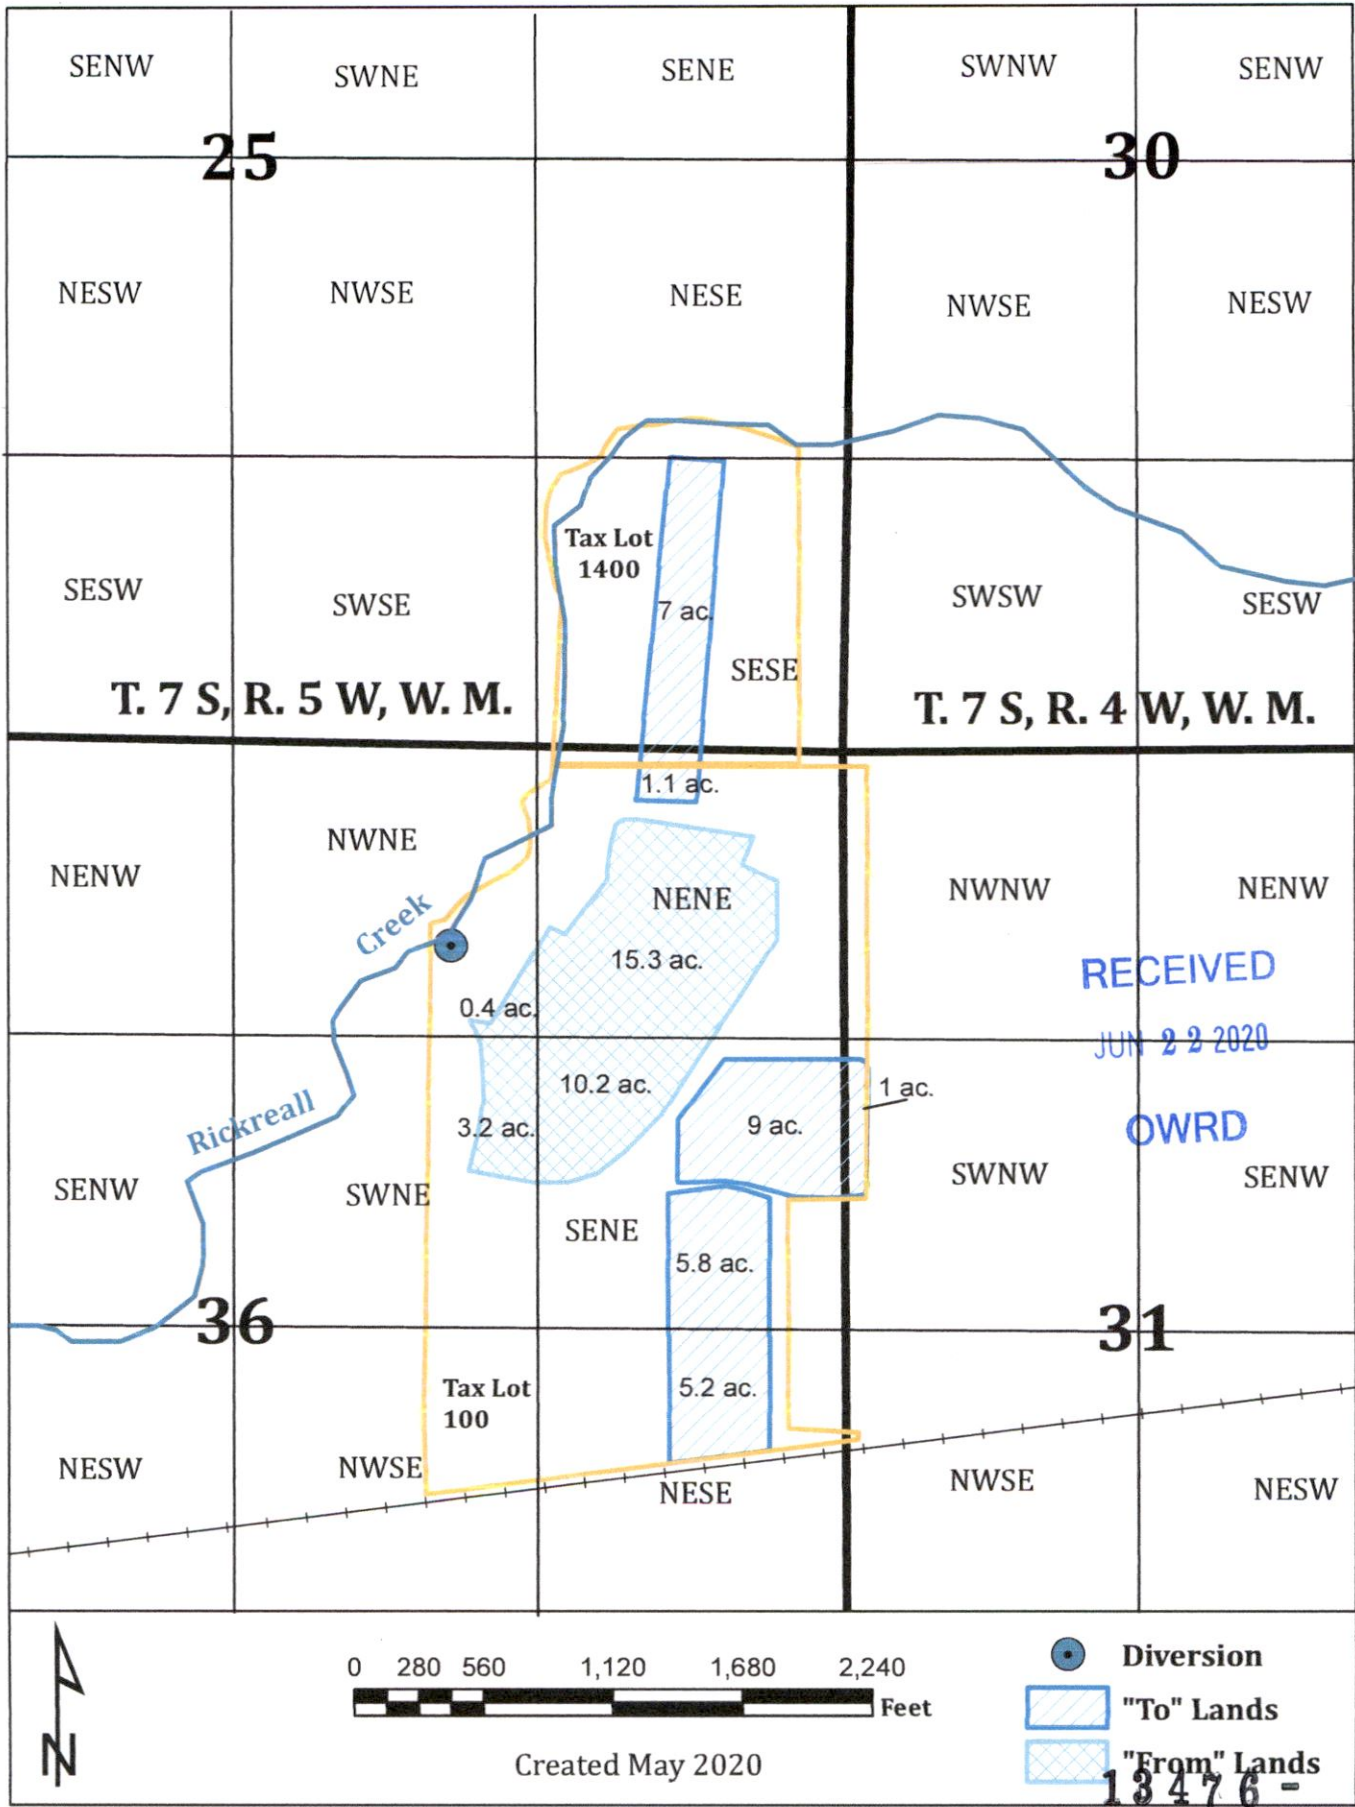 SENW
SWNE
SENE
SWNW
SENW
25
30
NESW
NWSE
NESE
NWSE
NESW
Tax Lot
1400
7 ac.
SESW
SWSE
SESE
SWSW
SESW
T. 7 S, R. 5 W, W. M.
T. 7 S, R. 4 W, W. M.
1.1 ac.
NENW
NWNE
NENE
NWNW
NENW
Creek
15.3 ac.
0.4 ac.
RECEIVED
JUN 22 2020
OWRD
Rickreall
10.2 ac.
3.2 ac.
9 ac.
1 ac.
SENW
SWNE
SENE
SWNW
SENW
5.8 ac.
36
31
Tax Lot
100
5.2 ac.
NESW
NWSE
NESE
NWSE
NESW
N
0 280 560 1,120 1,680 2,240
Feet
Created May 2020
Diversion
"To" Lands
"From" Lands
13476 -